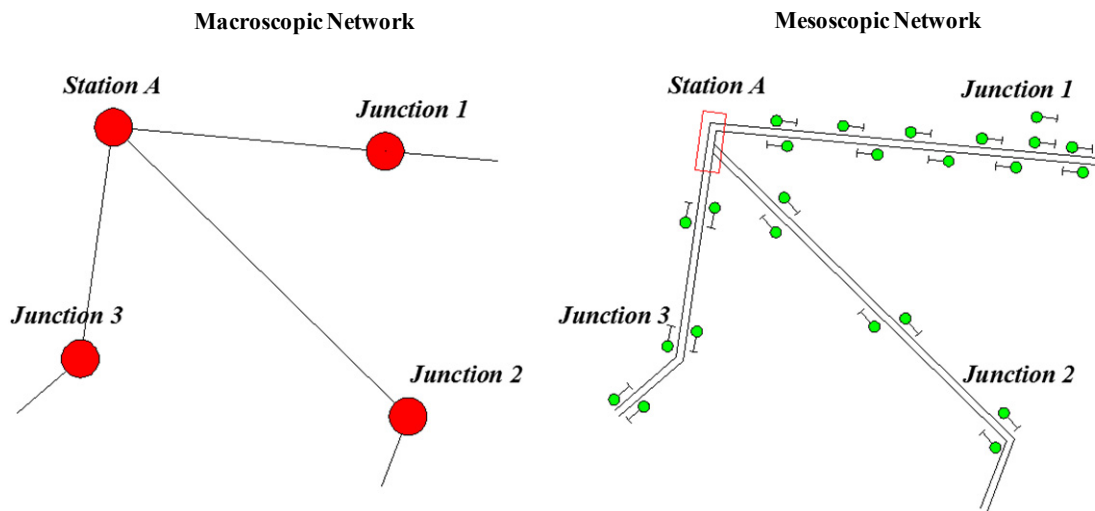 Macroscopic Network
Station A
Junction 1
Junction 3
Junction 2
Mesoscopic Network
Station A
Junction 1
Junction 3
Junction 2